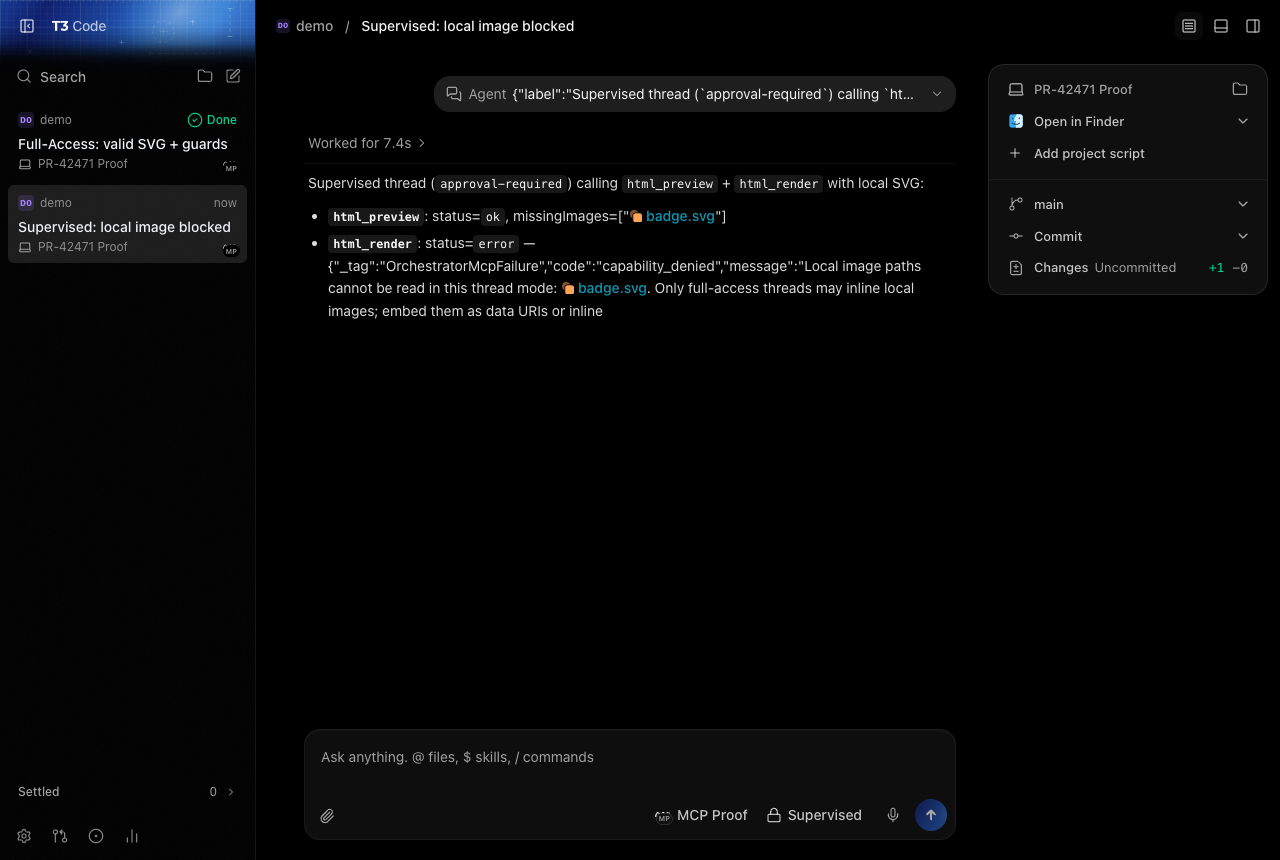 T3 Code
Search
DO demo Done
Full-Access: valid SVG + guards
PR-42471 Proof MP
DO demo now
Supervised: local image blocked
PR-42471 Proof MP
Settled 0
DO demo / Supervised: local image blocked
Agent {"label":"Supervised thread (`approval-required`) calling `ht...
Worked for 7.4s
Supervised thread (approval-required) calling html_preview + html_render with local SVG:
• html_preview: status=ok, missingImages=["badge.svg"]
• html_render: status=error —
{"_tag":"OrchestratorMcpFailure","code":"capability_denied","message":"Local image paths
cannot be read in this thread mode: badge.svg. Only full-access threads may inline local
images; embed them as data URIs or inline
Ask anything. @ files, $ skills, / commands
MP MCP Proof Supervised
PR-42471 Proof
Open in Finder
Add project script
main
Commit
Changes Uncommitted +1 −0